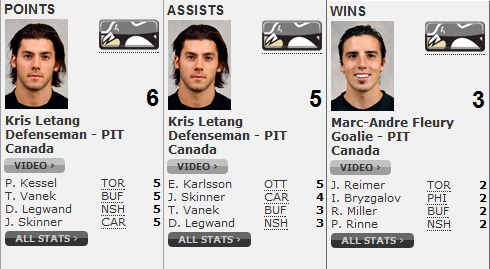 POINTS
6
Kris Letang
Defenseman - PIT
Canada
VIDEO ›
P. Kessel TOR 5
T. Vanek BUF 5
D. Legwand NSH 5
J. Skinner CAR 5
ALL STATS ›
ASSISTS
5
Kris Letang
Defenseman - PIT
Canada
VIDEO ›
E. Karlsson OTT 5
J. Skinner CAR 4
T. Vanek BUF 3
D. Legwand NSH 3
ALL STATS ›
WINS
3
Marc-Andre Fleury
Goalie - PIT
Canada
VIDEO ›
J. Reimer TOR 2
I. Bryzgalov PHI 2
R. Miller BUF 2
P. Rinne NSH 2
ALL STATS ›